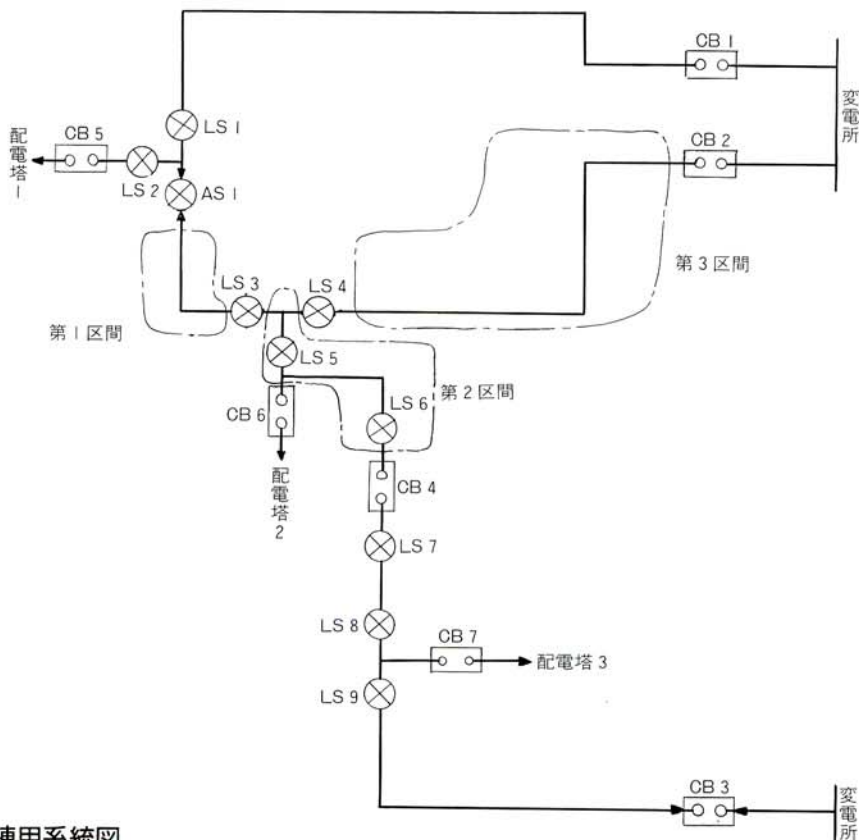 CB 1
変電所
LS 1
配電塔1
CB 5
LS 2
AS 1
CB 2
第3区間
LS 3
LS 4
第1区間
LS 5
第2区間
LS 6
CB 6
配電塔2
CB 4
LS 7
LS 8
CB 7
配電塔3
LS 9
CB 3
変電所
運用系統図